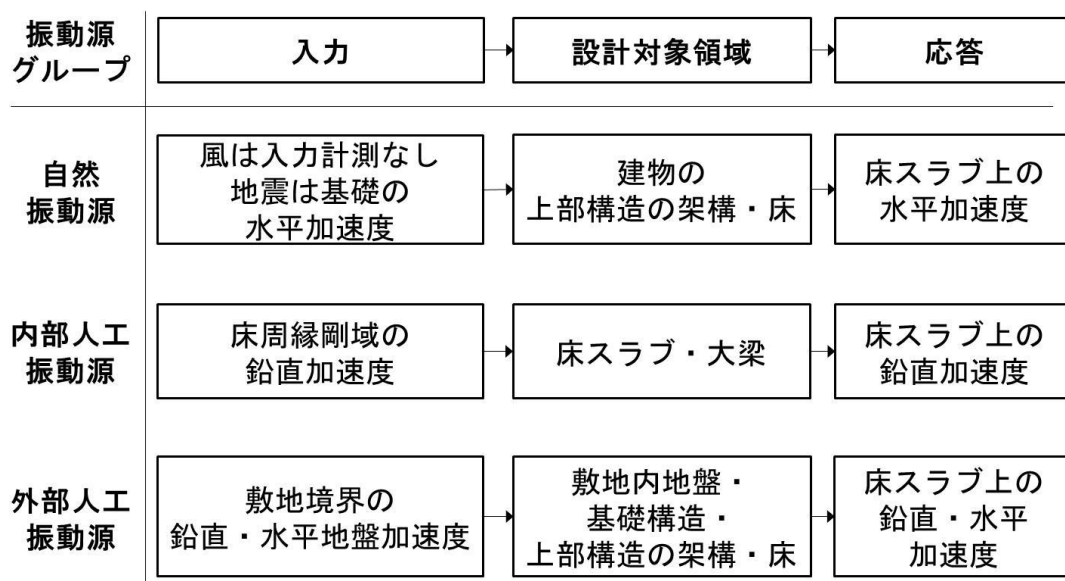 振動源
グループ
入力
設計対象領域
応答
自然
振動源
風は入力計測なし
地震は基礎の
水平加速度
建物の
上部構造の架構・床
床スラブ上の
水平加速度
内部人工
振動源
床周縁剛域の
鉛直加速度
床スラブ・大梁
床スラブ上の
鉛直加速度
外部人工
振動源
敷地境界の
鉛直・水平地盤加速度
敷地内地盤・
基礎構造・
上部構造の架構・床
床スラブ上の
鉛直・水平
加速度